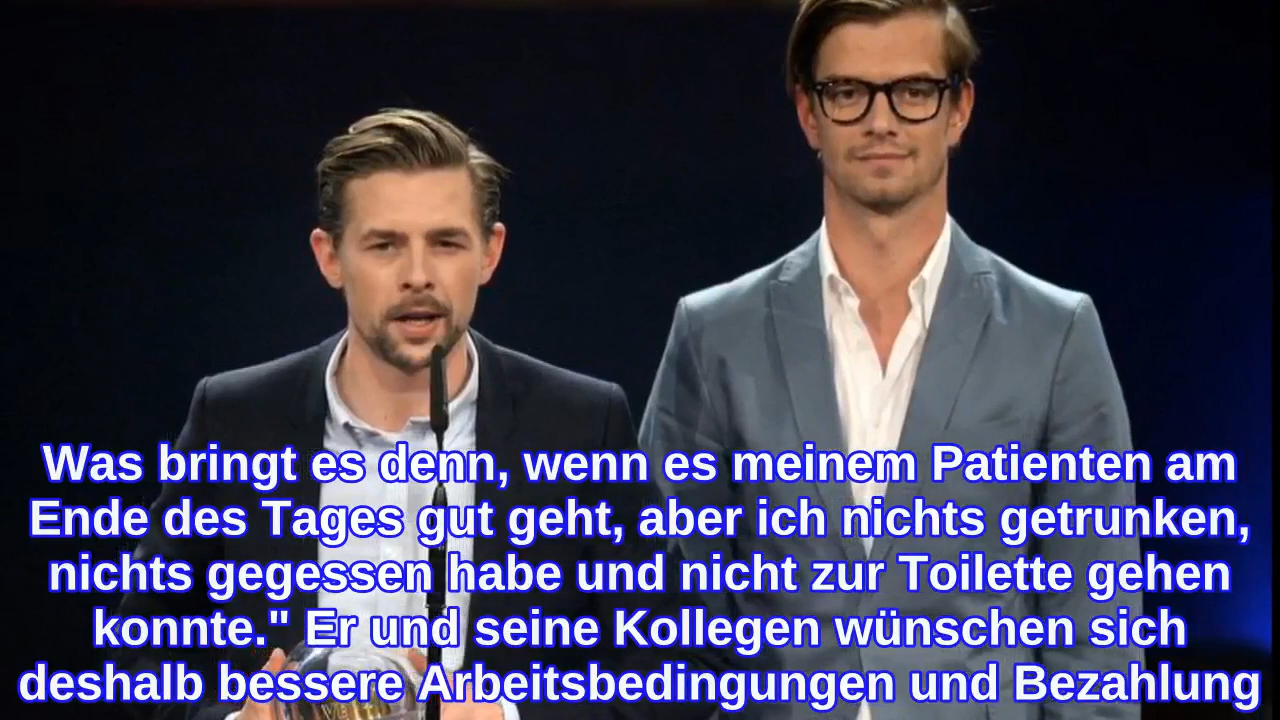 Was bringt es denn, wenn es meinem Patienten am
Ende des Tages gut geht, aber ich nichts getrunken,
nichts gegessen habe und nicht zur Toilette gehen
konnte." Er und seine Kollegen wünschen sich
deshalb bessere Arbeitsbedingungen und Bezahlung